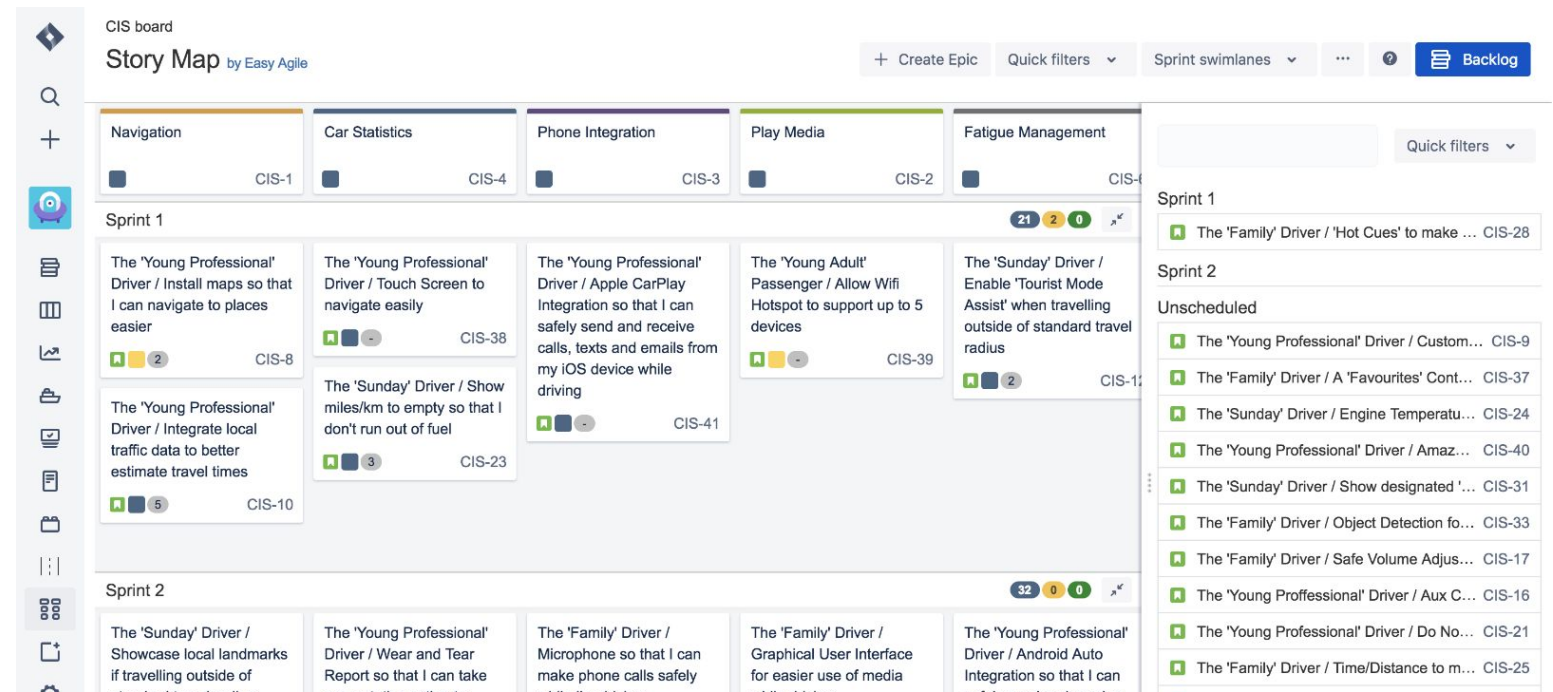 CIS board
Story Map by Easy Agile
+ Create Epic
Quick filters
Sprint swimlanes
...
?
Backlog
Navigation
CIS-1
Car Statistics
CIS-4
Phone Integration
CIS-3
Play Media
CIS-2
Fatigue Management
Sprint 1
21 2 0
The 'Young Professional'
Driver / Install maps so that
I can navigate to places
easier
2 CIS-8
The 'Young Professional'
Driver / Integrate local
traffic data to better
estimate travel times
5 CIS-10
The 'Young Professional'
Driver / Touch Screen to
navigate easily
- CIS-38
The 'Sunday' Driver / Show
miles/km to empty so that I
don't run out of fuel
3 CIS-23
The 'Young Professional'
Driver / Apple CarPlay
Integration so that I can
safely send and receive
calls, texts and emails from
my iOS device while
driving
- CIS-41
The 'Young Adult'
Passenger / Allow Wifi
Hotspot to support up to 5
devices
- CIS-39
The 'Sunday' Driver /
Enable 'Tourist Mode
Assist' when travelling
outside of standard travel
radius
2 CIS-12
Sprint 2
32 0 0
The 'Sunday' Driver /
Showcase local landmarks
if travelling outside of
The 'Young Professional'
Driver / Wear and Tear
Report so that I can take
The 'Family' Driver /
Microphone so that I can
make phone calls safely
The 'Family' Driver /
Graphical User Interface
for easier use of media
The 'Young Professional'
Driver / Android Auto
Integration so that I can
Quick filters
Sprint 1
The 'Family' Driver / 'Hot Cues' to make ... CIS-28
Sprint 2
Unscheduled
The 'Young Professional' Driver / Custom... CIS-9
The 'Family' Driver / A 'Favourites' Cont... CIS-37
The 'Sunday' Driver / Engine Temperatu... CIS-24
The 'Young Professional' Driver / Amaz... CIS-40
The 'Sunday' Driver / Show designated '... CIS-31
The 'Family' Driver / Object Detection fo... CIS-33
The 'Family' Driver / Safe Volume Adjus... CIS-17
The 'Young Proffessional' Driver / Aux C... CIS-16
The 'Young Professional' Driver / Do No... CIS-21
The 'Family' Driver / Time/Distance to m... CIS-25